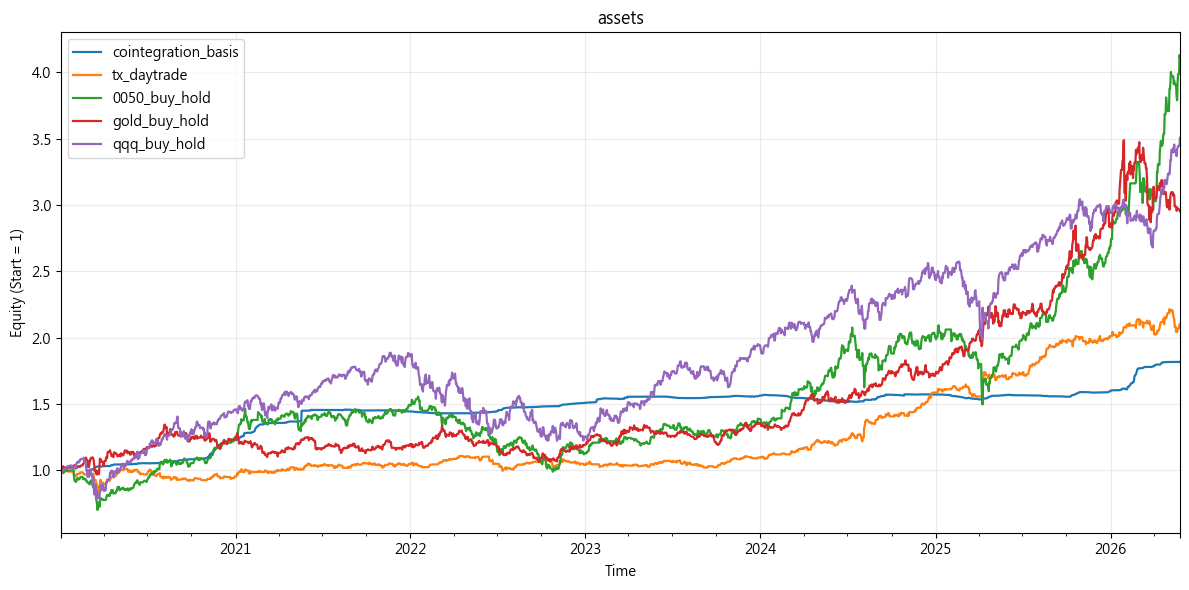 assets
cointegration_basis
tx_daytrade
0050_buy_hold
gold_buy_hold
qqq_buy_hold
4.0
3.5
3.0
2.5
2.0
1.5
1.0
Equity (Start = 1)
2021 2022 2023 2024 2025 2026
Time